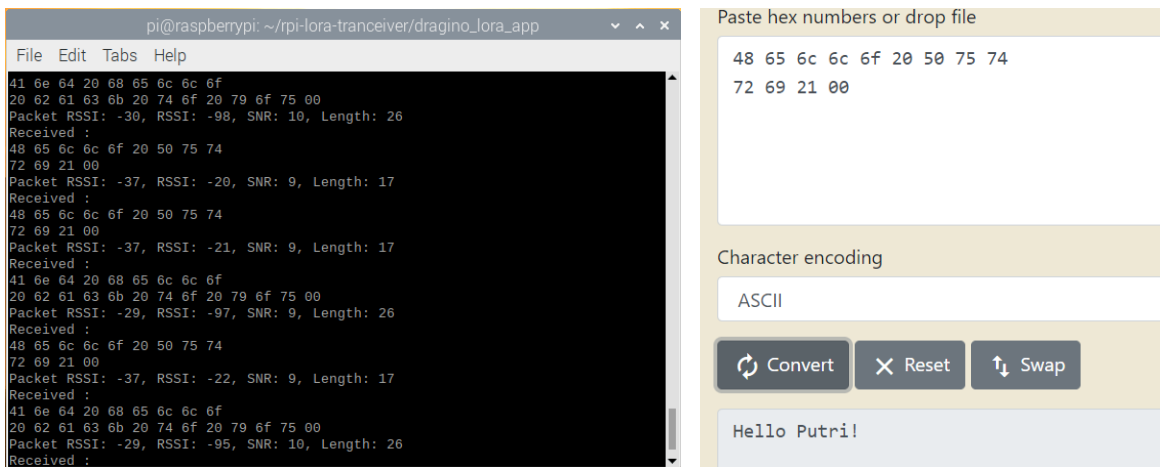 pi@raspberrypi: ~/rpi-lora-tranceiver/dragino_lora_app
File Edit Tabs Help
41 6e 64 20 68 65 6c 6c 6f
20 62 61 63 6b 20 74 6f 20 79 6f 75 00
Packet RSSI: -30, RSSI: -98, SNR: 10, Length: 26
Received :
48 65 6c 6c 6f 20 50 75 74
72 69 21 00
Packet RSSI: -37, RSSI: -20, SNR: 9, Length: 17
Received :
48 65 6c 6c 6f 20 50 75 74
72 69 21 00
Packet RSSI: -37, RSSI: -21, SNR: 9, Length: 17
Received :
41 6e 64 20 68 65 6c 6c 6f
20 62 61 63 6b 20 74 6f 20 79 6f 75 00
Packet RSSI: -29, RSSI: -97, SNR: 9, Length: 26
Received :
48 65 6c 6c 6f 20 50 75 74
72 69 21 00
Packet RSSI: -37, RSSI: -22, SNR: 9, Length: 17
Received :
41 6e 64 20 68 65 6c 6c 6f
20 62 61 63 6b 20 74 6f 20 79 6f 75 00
Packet RSSI: -29, RSSI: -95, SNR: 10, Length: 26
Received :
Paste hex numbers or drop file
48 65 6c 6c 6f 20 50 75 74
72 69 21 00
Character encoding
ASCII
Convert Reset Swap
Hello Putri!